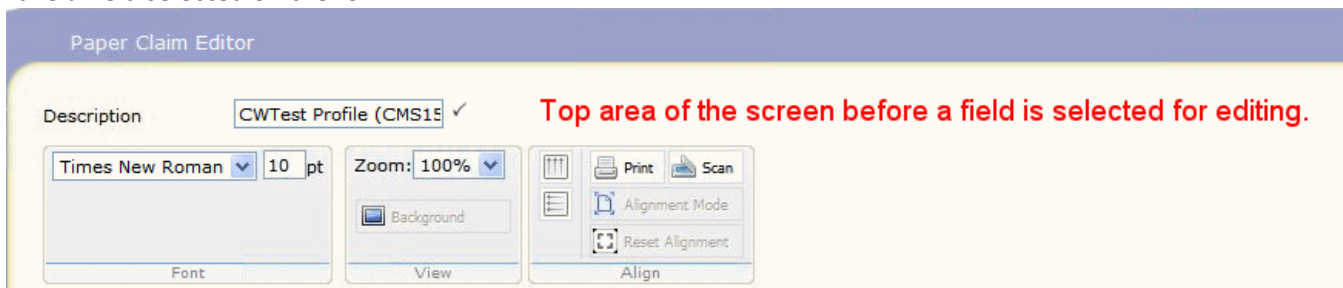 Paper Claim Editor
Description CWTest Profile (CMS15 Top area of the screen before a field is selected for editing.
Times New Roman 10 pt Zoom: 100% Print Scan
Background Alignment Mode
Reset Alignment
Font View Align